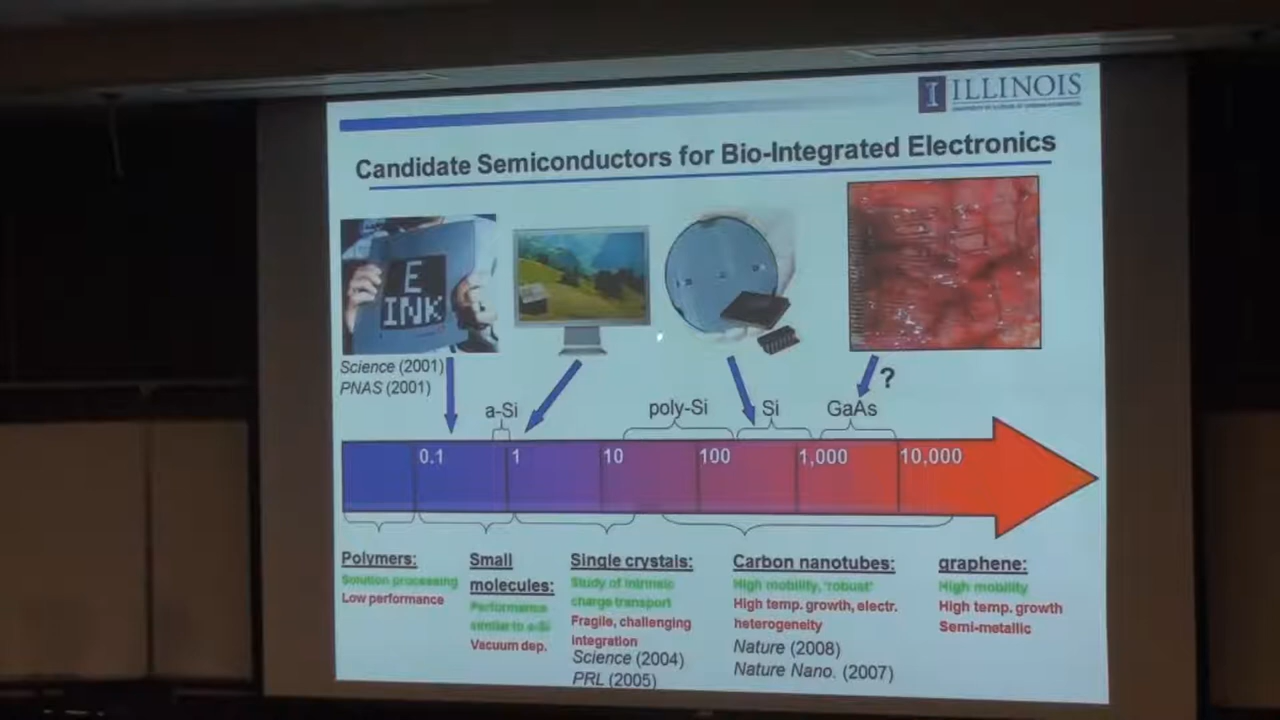 ILLINOIS
Candidate Semiconductors for Bio-Integrated Electronics
E
INK
Science (2001)
PNAS (2001)
?
a-Si
poly-Si
Si
GaAs
0.1
1
10
100
1,000
10,000
Polymers:
Solution processing
Low performance
Small
molecules:
Performance
similar to a-Si
Vacuum dep.
Single crystals:
Study of intrinsic
charge transport
Fragile, challenging
integration
Science (2004)
PRL (2005)
Carbon nanotubes:
High mobility, 'robust'
High temp. growth, electr.
heterogeneity
Nature (2008)
Nature Nano. (2007)
graphene:
High mobility
High temp. growth
Semi-metallic